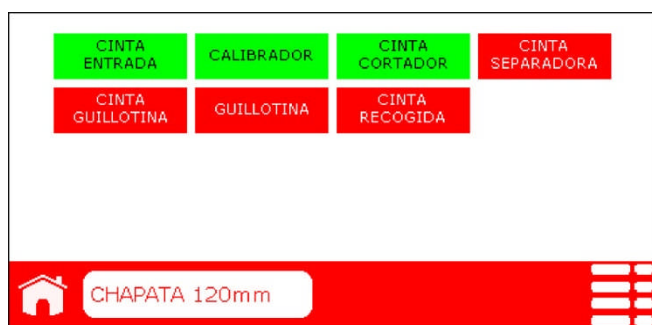 CINTA
ENTRADA
CALIBRADOR
CINTA
CORTADOR
CINTA
SEPARADORA
CINTA
GUILLOTINA
GUILLOTINA
CINTA
RECOGIDA
CHAPATA 120mm